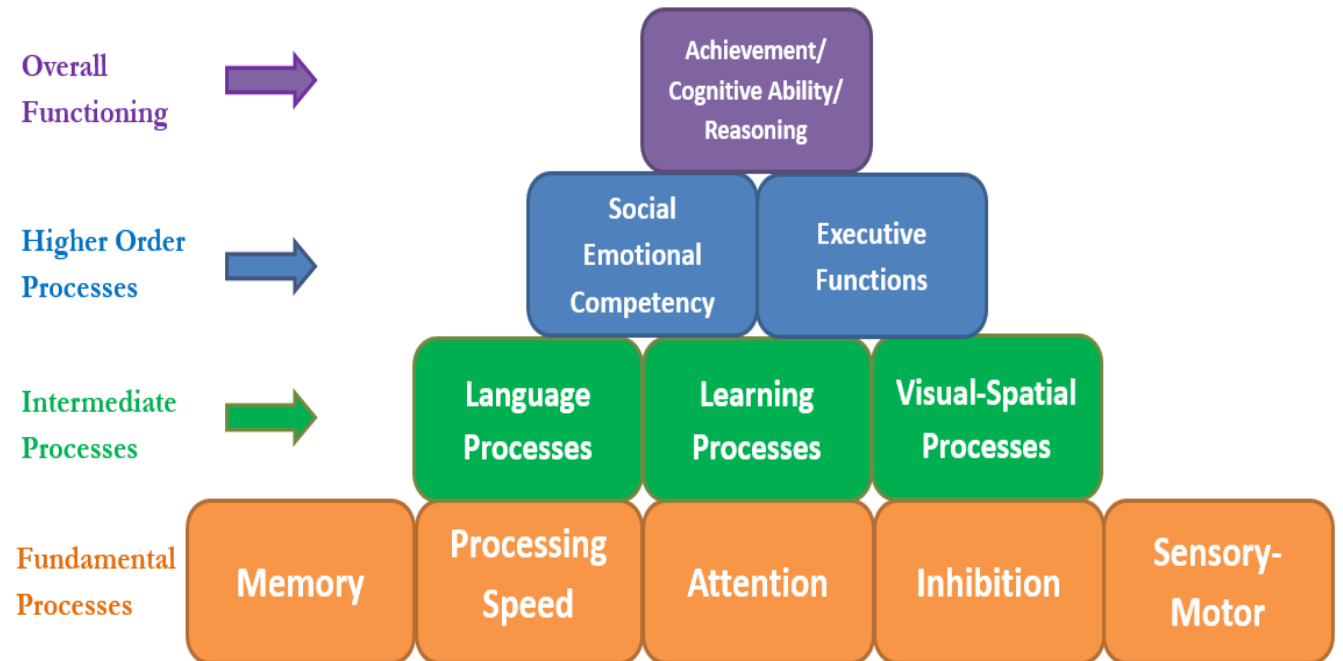 Overall
Functioning
Achievement/
Cognitive Ability/
Reasoning
Higher Order
Processes
Social
Emotional
Competency
Executive
Functions
Intermediate
Processes
Language
Processes
Learning
Processes
Visual-Spatial
Processes
Fundamental
Processes
Memory
Processing
Speed
Attention
Inhibition
Sensory-
Motor